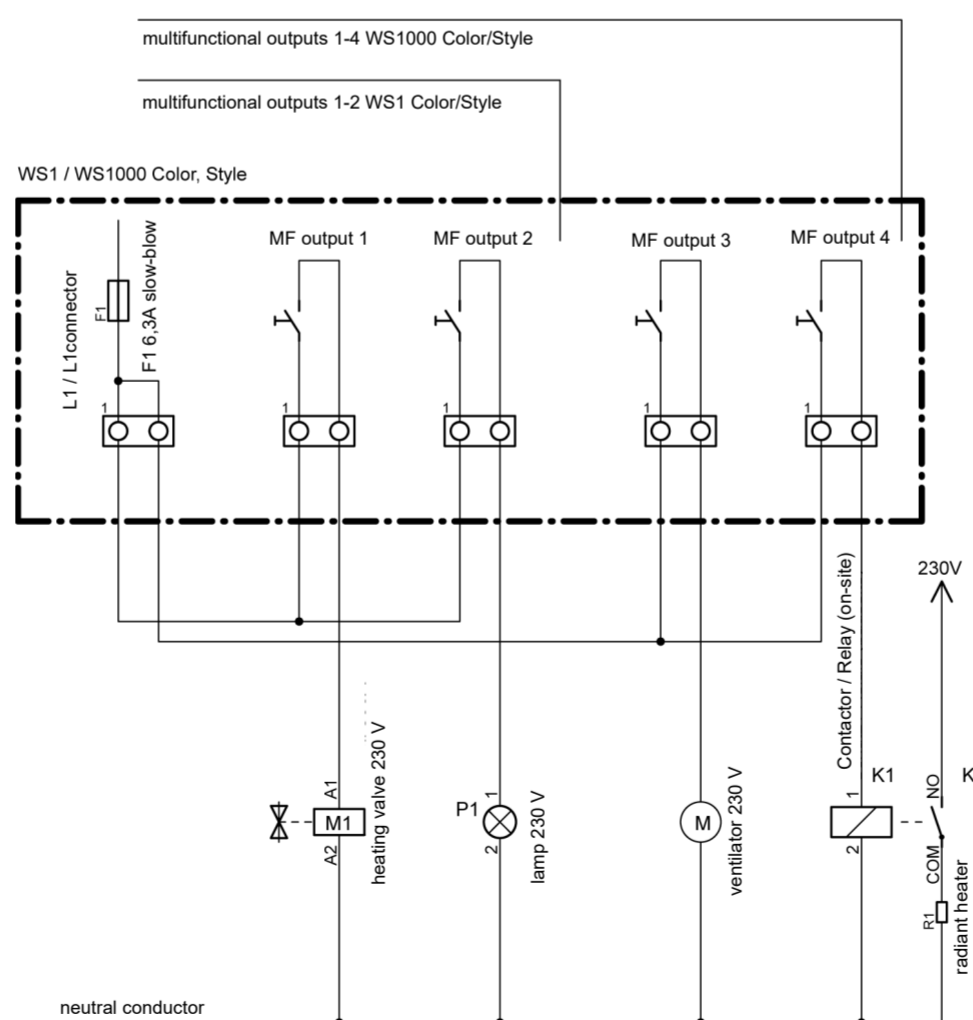 multifunctional outputs 1-4 WS1000 Color/Style
multifunctional outputs 1-2 WS1 Color/Style
WS1 / WS1000 Color, Style
MF output 1
MF output 2
MF output 3
MF output 4
L1 / L1connector
F1
F1 6,3A slow-blow
1
1
1
1
1
230V
Contactor / Relay (on-site)
heating valve 230 V
A1
M1
A2
P1
1
2
lamp 230 V
M
ventilator 230 V
K1
1
2
NO
K
COM
R1
radiant heater
neutral conductor